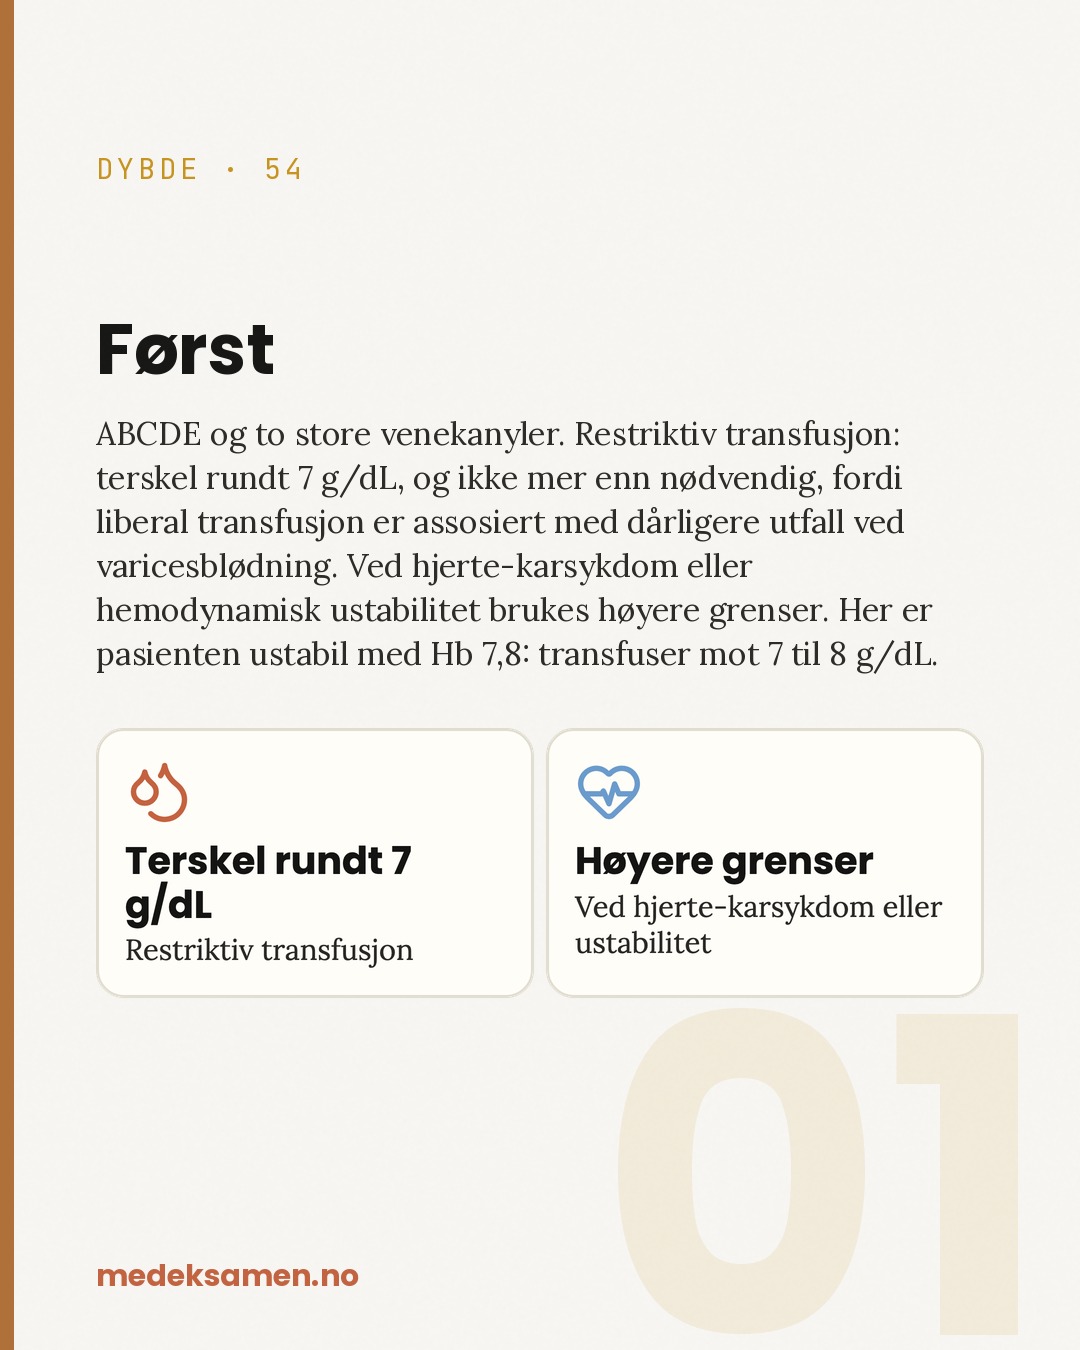 DYBDE · 54
Først
ABCDE og to store venekanyler. Restriktiv transfusjon:
terskel rundt 7 g/dL, og ikke mer enn nødvendig, fordi
liberal transfusjon er assosiert med dårligere utfall ved
varicesblødning. Ved hjerte-karsykdom eller
hemodynamisk ustabilitet brukes høyere grenser. Her er
pasienten ustabil med Hb 7,8: transfuser mot 7 til 8 g/dL.
Terskel rundt 7
g/dL
Restriktiv transfusjon
Høyere grenser
Ved hjerte-karsykdom eller
ustabilitet
01
medeksamen.no